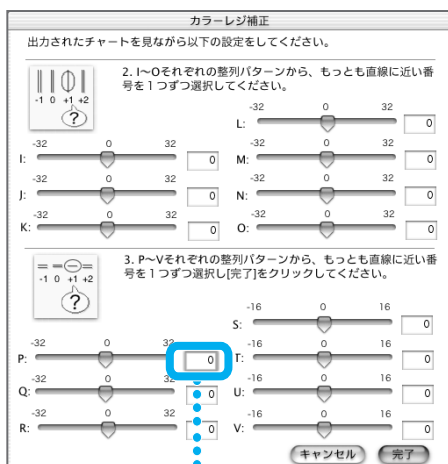 カラーレジ補正
出力されたチャートを見ながら以下の設定をしてください。
2. I〜Oそれぞれの整列パターンから、もっとも直線に近い番
号を１つずつ選択してください。
-1 0 +1 +2
?
-32 0 32
L: 0
-32 0 32
I: 0
-32 0 32
M: 0
-32 0 32
J: 0
-32 0 32
N: 0
-32 0 32
K: 0
-32 0 32
O: 0
3. P〜Vそれぞれの整列パターンから、もっとも直線に近い番
号を１つずつ選択し[完了]をクリックしてください。
-1 0 +1 +2
?
-16 0 16
S: 0
-32 0 32
P: 0
-16 0 16
T: 0
-32 0 32
Q: 0
-16 0 16
U: 0
-32 0 32
R: 0
-16 0 16
V: 0
キャンセル 完了